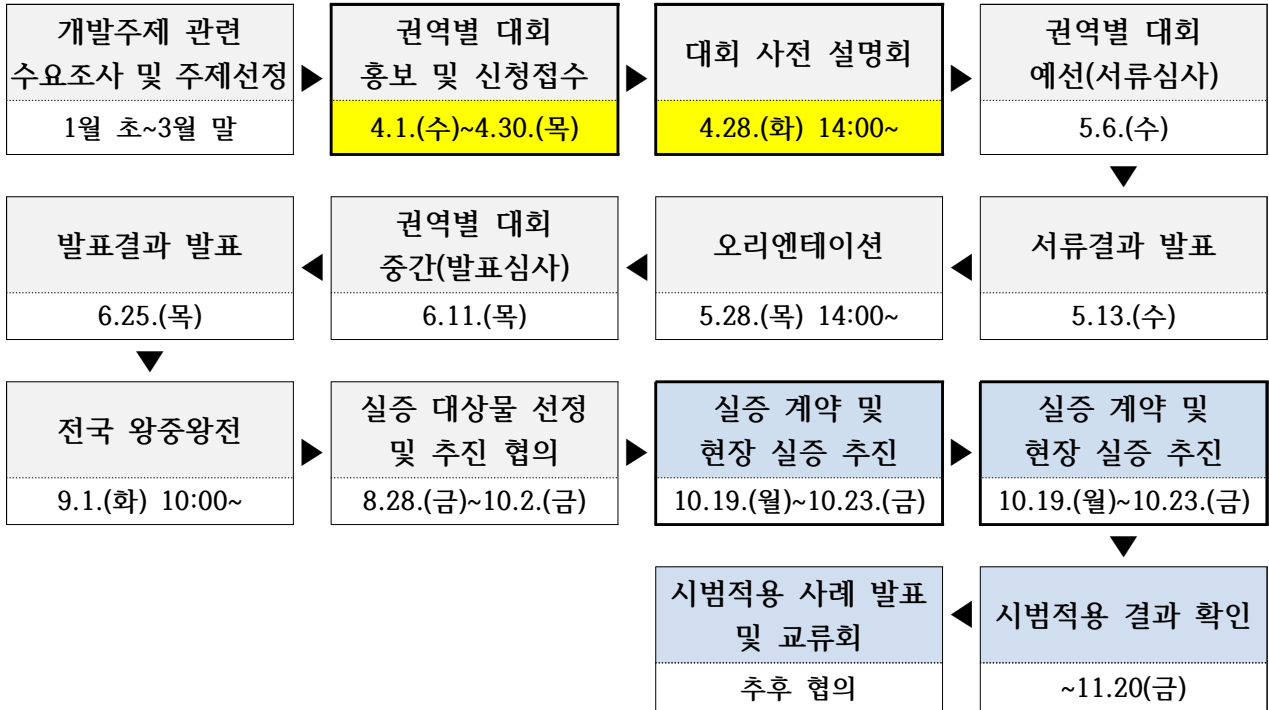 개발주제 관련
수요조사 및 주제선정
1월 초~3월 말
권역별 대회
홍보 및 신청접수
4.1.(수)~4.30.(목)
대회 사전 설명회
4.28.(화) 14:00~
권역별 대회
예선(서류심사)
5.6.(수)
서류결과 발표
5.13.(수)
오리엔테이션
5.28.(목) 14:00~
권역별 대회
중간(발표심사)
6.11.(목)
발표결과 발표
6.25.(목)
전국 왕중왕전
9.1.(화) 10:00~
실증 대상물 선정
및 추진 협의
8.28.(금)~10.2.(금)
실증 계약 및
현장 실증 추진
10.19.(월)~10.23.(금)
실증 계약 및
현장 실증 추진
10.19.(월)~10.23.(금)
시범적용 결과 확인
~11.20(금)
시범적용 사례 발표
및 교류회
추후 협의